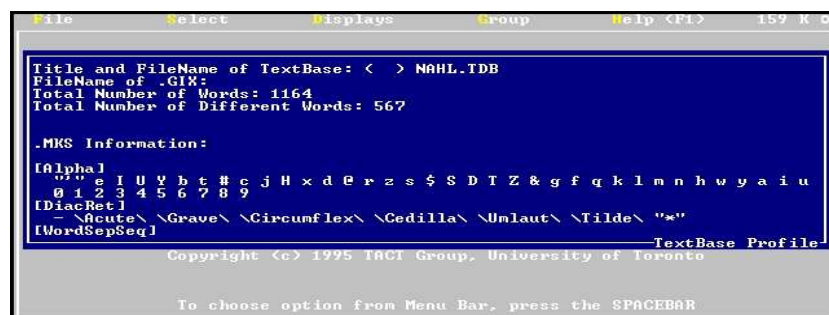 File Select Displays Group Help (F1) 159 K
Title and FileName of TextBase: < > NAHL.TDB
FileName of .GIX:
Total Number of Words: 1164
Total Number of Different Words: 567
.MKS Information:
[Alpha]
"'" e I U Y b t # c j H x d @ r z s $ S D T Z & g f q k l m n h w y a i u
0 1 2 3 4 5 6 7 8 9
[DiacRet]
- \Acute\ \Grave\ \Circumflex\ \Cedilla\ \Umlaut\ \Tilde\ "*"
[WordSepSeq]
TextBase Profile
Copyright (c) 1995 TACT Group, University of Toronto
To choose option from Menu Bar, press the SPACEBAR